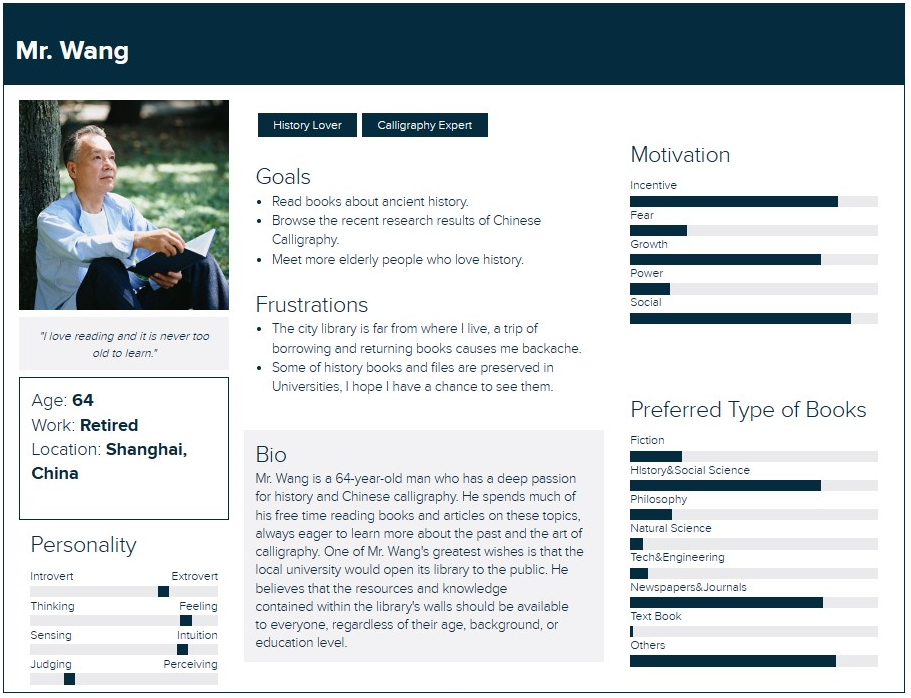 Mr. Wang
"I love reading and it is never too
old to learn."
Age: 64
Work: Retired
Location: Shanghai,
China
Personality
Introvert Extrovert
Thinking Feeling
Sensing Intuition
Judging Perceiving
History Lover
Calligraphy Expert
Goals
• Read books about ancient history.
• Browse the recent research results of Chinese
Calligraphy.
• Meet more elderly people who love history.
Frustrations
• The city library is far from where I live, a trip of
borrowing and returning books causes me backache.
• Some of history books and files are preserved in
Universities, I hope I have a chance to see them.
Bio
Mr. Wang is a 64-year-old man who has a deep passion
for history and Chinese calligraphy. He spends much of
his free time reading books and articles on these topics,
always eager to learn more about the past and the art of
calligraphy. One of Mr. Wang's greatest wishes is that the
local university would open its library to the public. He
believes that the resources and knowledge
contained within the library's walls should be available
to everyone, regardless of their age, background, or
education level.
Motivation
Incentive
Fear
Growth
Power
Social
Preferred Type of Books
Fiction
History&Social Science
Philosophy
Natural Science
Tech&Engineering
Newspapers&Journals
Text Book
Others